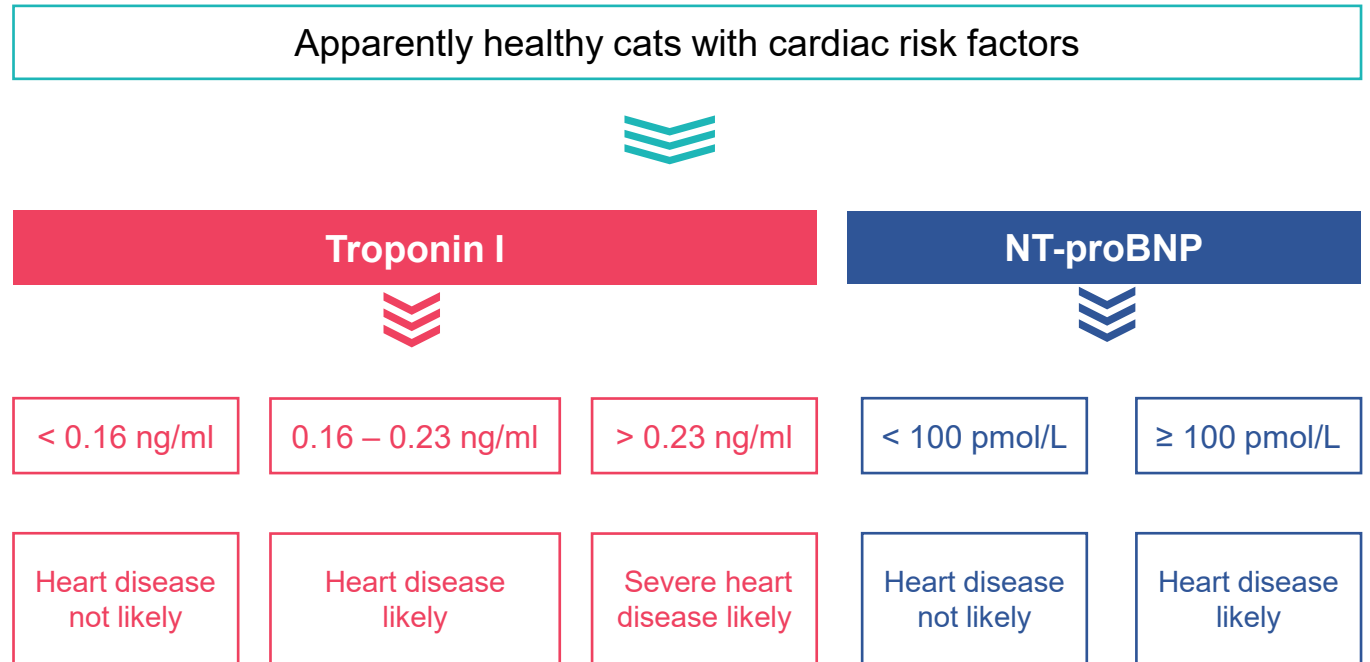 Apparently healthy cats with cardiac risk factors
Troponin I
NT-proBNP
< 0.16 ng/ml
0.16 – 0.23 ng/ml
> 0.23 ng/ml
< 100 pmol/L
≥ 100 pmol/L
Heart disease
not likely
Heart disease
likely
Severe heart
disease likely
Heart disease
not likely
Heart disease
likely